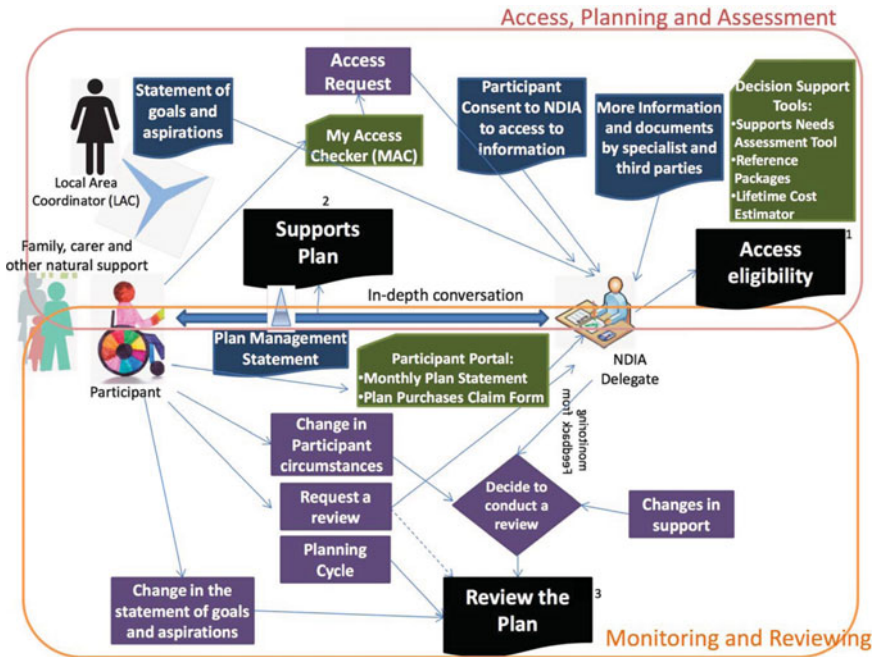 Access, Planning and Assessment
Statement of
goals and
aspirations
Access
Request
My Access
Checker (MAC)
Participant
Consent to NDIA
to access to
information
More Information
and documents
by specialist and
third parties
Decision Support
Tools:
•Supports Needs
Assessment Tool
•Reference
Packages
•Lifetime Cost
Estimator
Local Area
Coordinator (LAC)
2
Supports
Plan
1
Access
eligibility
Family, carer and
other natural support
In-depth conversation
Plan Management
Statement
Participant Portal:
•Monthly Plan Statement
•Plan Purchases Claim Form
NDIA
Delegate
Participant
Feedback from
monitoring
Change in
Participant
circumstances
Decide to
conduct a
review
Request a
review
Changes in
support
Planning
Cycle
Change in the
statement of goals
and aspirations
Review the
Plan
3
Monitoring and Reviewing